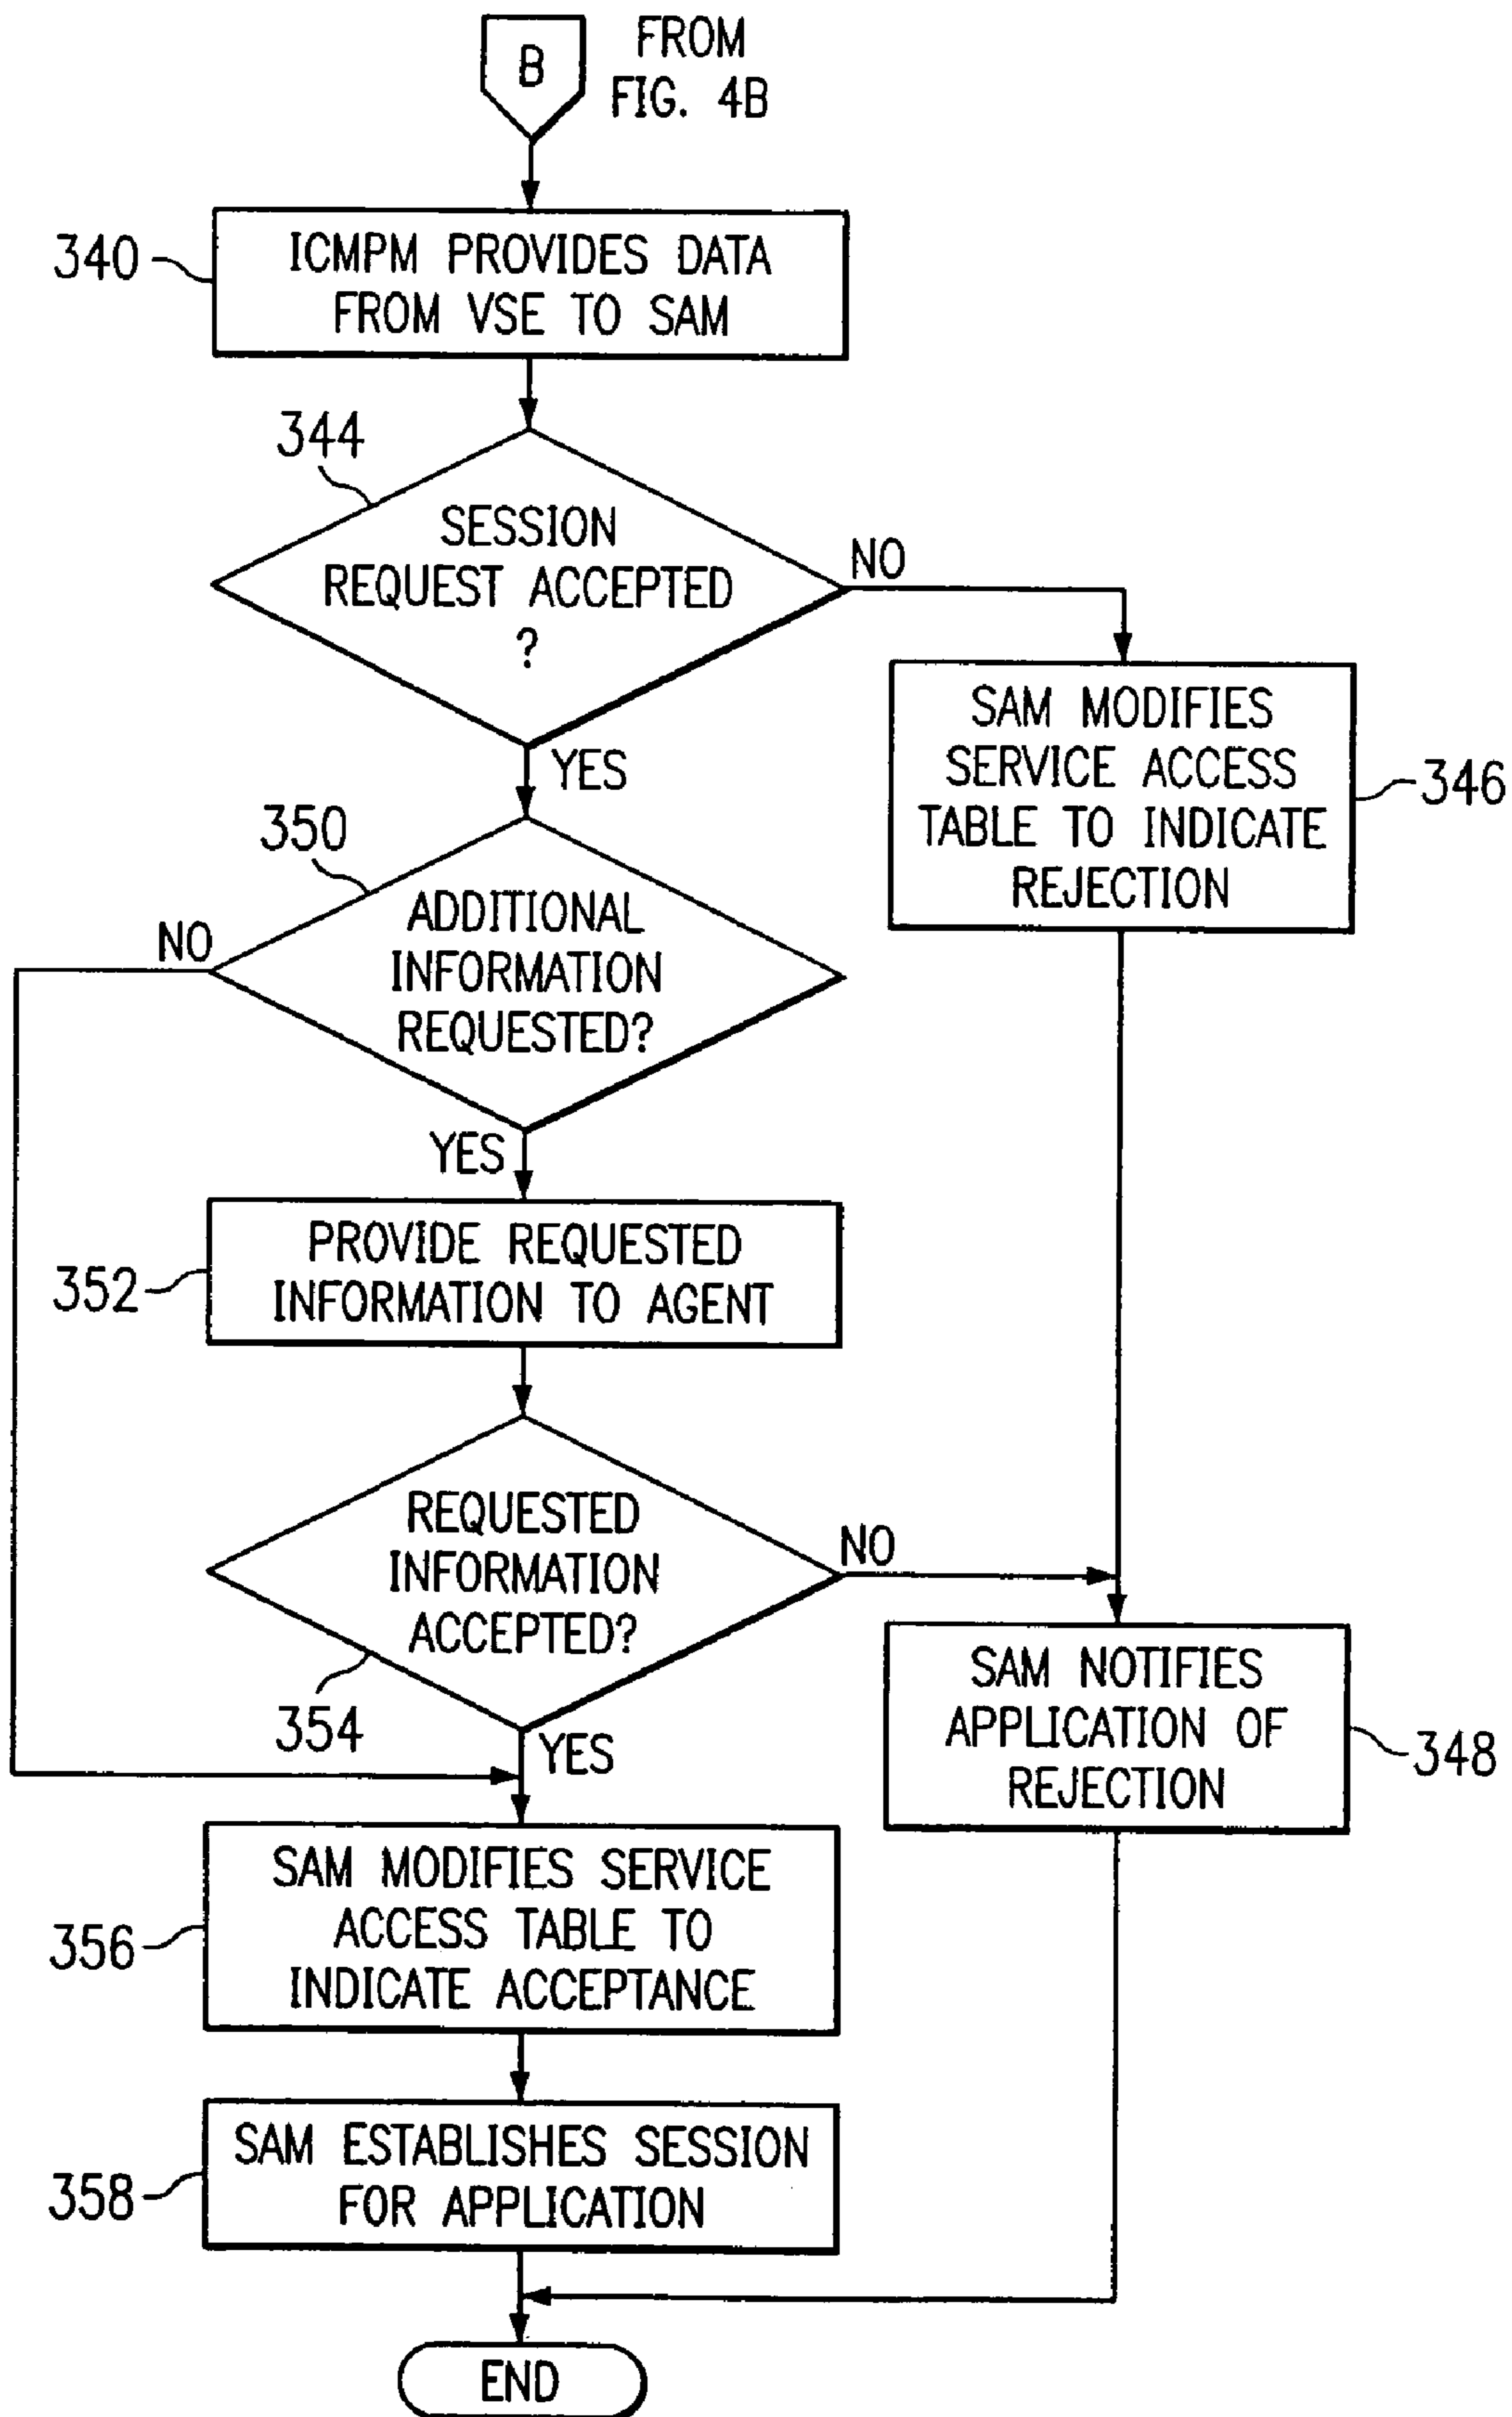 B
FROM
FIG. 4B
340
ICMPM PROVIDES DATA
FROM VSE TO SAM
344
SESSION
REQUEST ACCEPTED
?
NO
YES
SAM MODIFIES
SERVICE ACCESS
TABLE TO INDICATE
REJECTION
346
350
ADDITIONAL
INFORMATION
REQUESTED?
NO
YES
352
PROVIDE REQUESTED
INFORMATION TO AGENT
REQUESTED
INFORMATION
ACCEPTED?
NO
354
YES
SAM NOTIFIES
APPLICATION OF
REJECTION
348
356
SAM MODIFIES SERVICE
ACCESS TABLE TO
INDICATE ACCEPTANCE
358
SAM ESTABLISHES SESSION
FOR APPLICATION
END